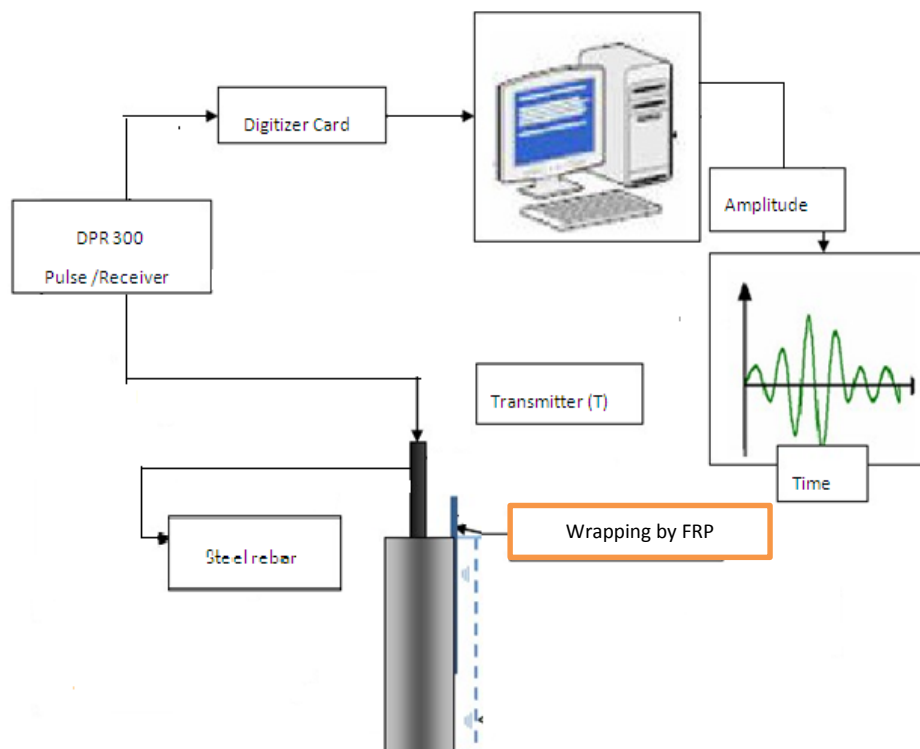 Digitizer Card
DPR 300
Pulse /Receiver
Amplitude
Transmitter (T)
Time
Wrapping by FRP
Steel rebar